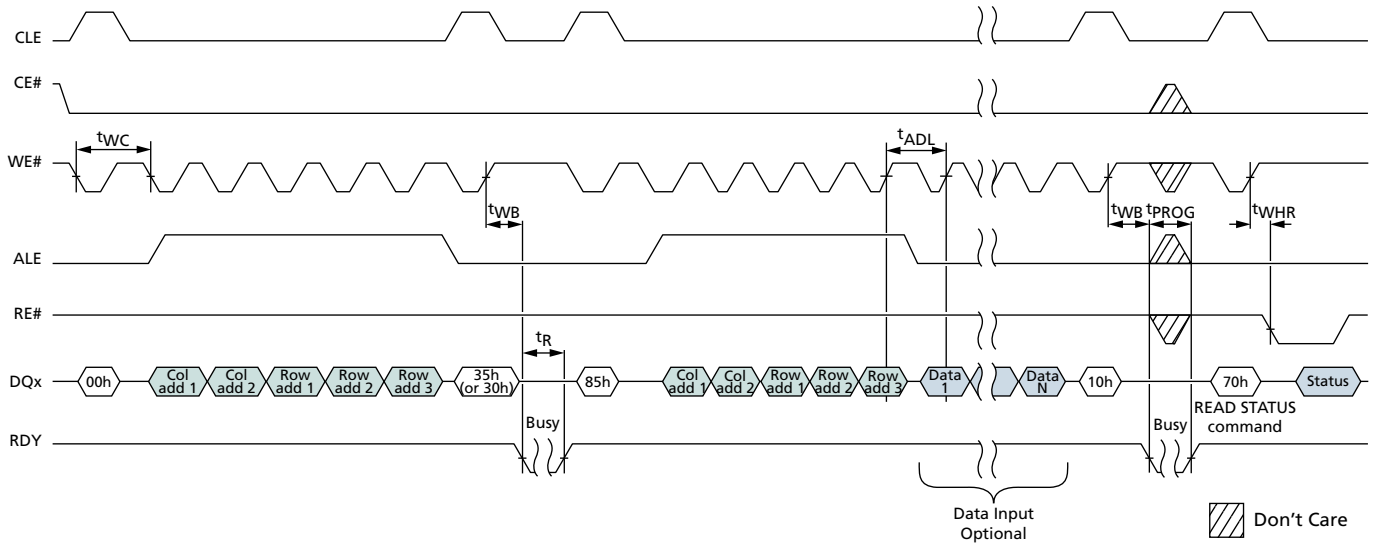 CLE
CE#
tWC
tADL
WE#
tWB
tWB
tPROG
tWHR
ALE
RE#
tR
DQx
00h
Col
add 1
Col
add 2
Row
add 1
Row
add 2
Row
add 3
35h
(or 30h)
85h
Col
add 1
Col
add 2
Row
add 1
Row
add 2
Row
add 3
Data
1
Data
N
10h
70h
Status
READ STATUS
command
Busy
Busy
RDY
Data Input
Optional
Don't Care